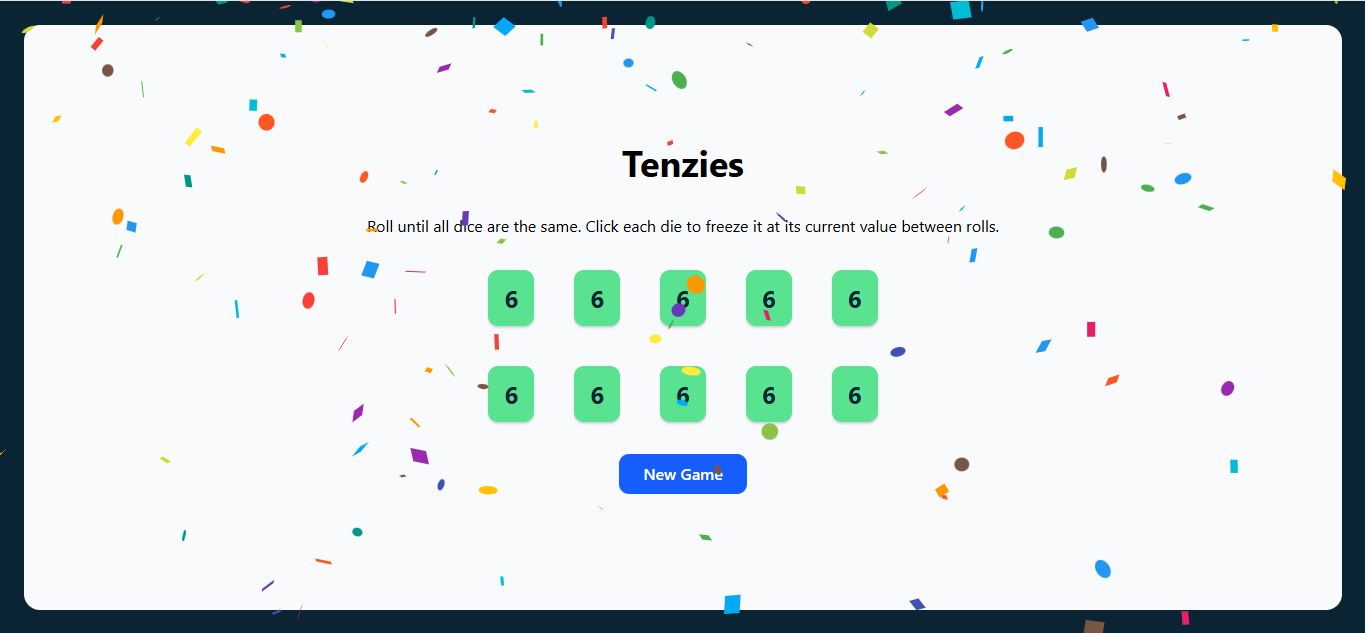 Tenzies
Roll until all dice are the same. Click each die to freeze it at its current value between rolls.
6 6 6 6 6
6 6 6 6 6
New Game